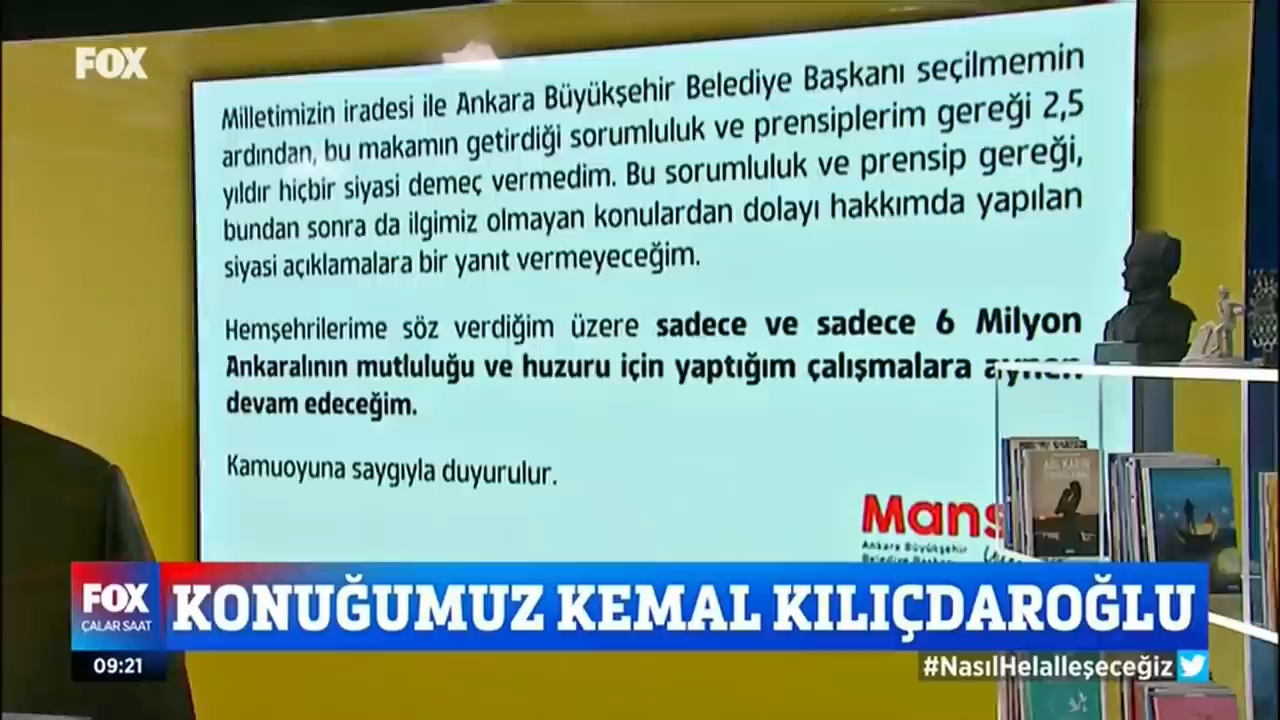 FOX
Milletimizin iradesi ile Ankara Büyükşehir Belediye Başkanı seçilmemin
ardından, bu makamın getirdiği sorumluluk ve prensiplerim gereği 2,5
yıldır hiçbir siyasi demeç vermedim. Bu sorumluluk ve prensip gereği,
bundan sonra da ilgimiz olmayan konulardan dolayı hakkımda yapılan
siyasi açıklamalara bir yanıt vermeyeceğim.
Hemşehrilerime söz verdiğim üzere sadece ve sadece 6 Milyon
Ankaralının mutluluğu ve huzuru için yaptığım çalışmalara aynen
devam edeceğim.
Kamuoyuna saygıyla duyurulur.
Mans
Ankara Büyükşehir
Belediye Başkanı
FOX
ÇALAR SAAT
KONUĞUMUZ KEMAL KILIÇDAROĞLU
09:21
#NasılHelalleşeceğiz